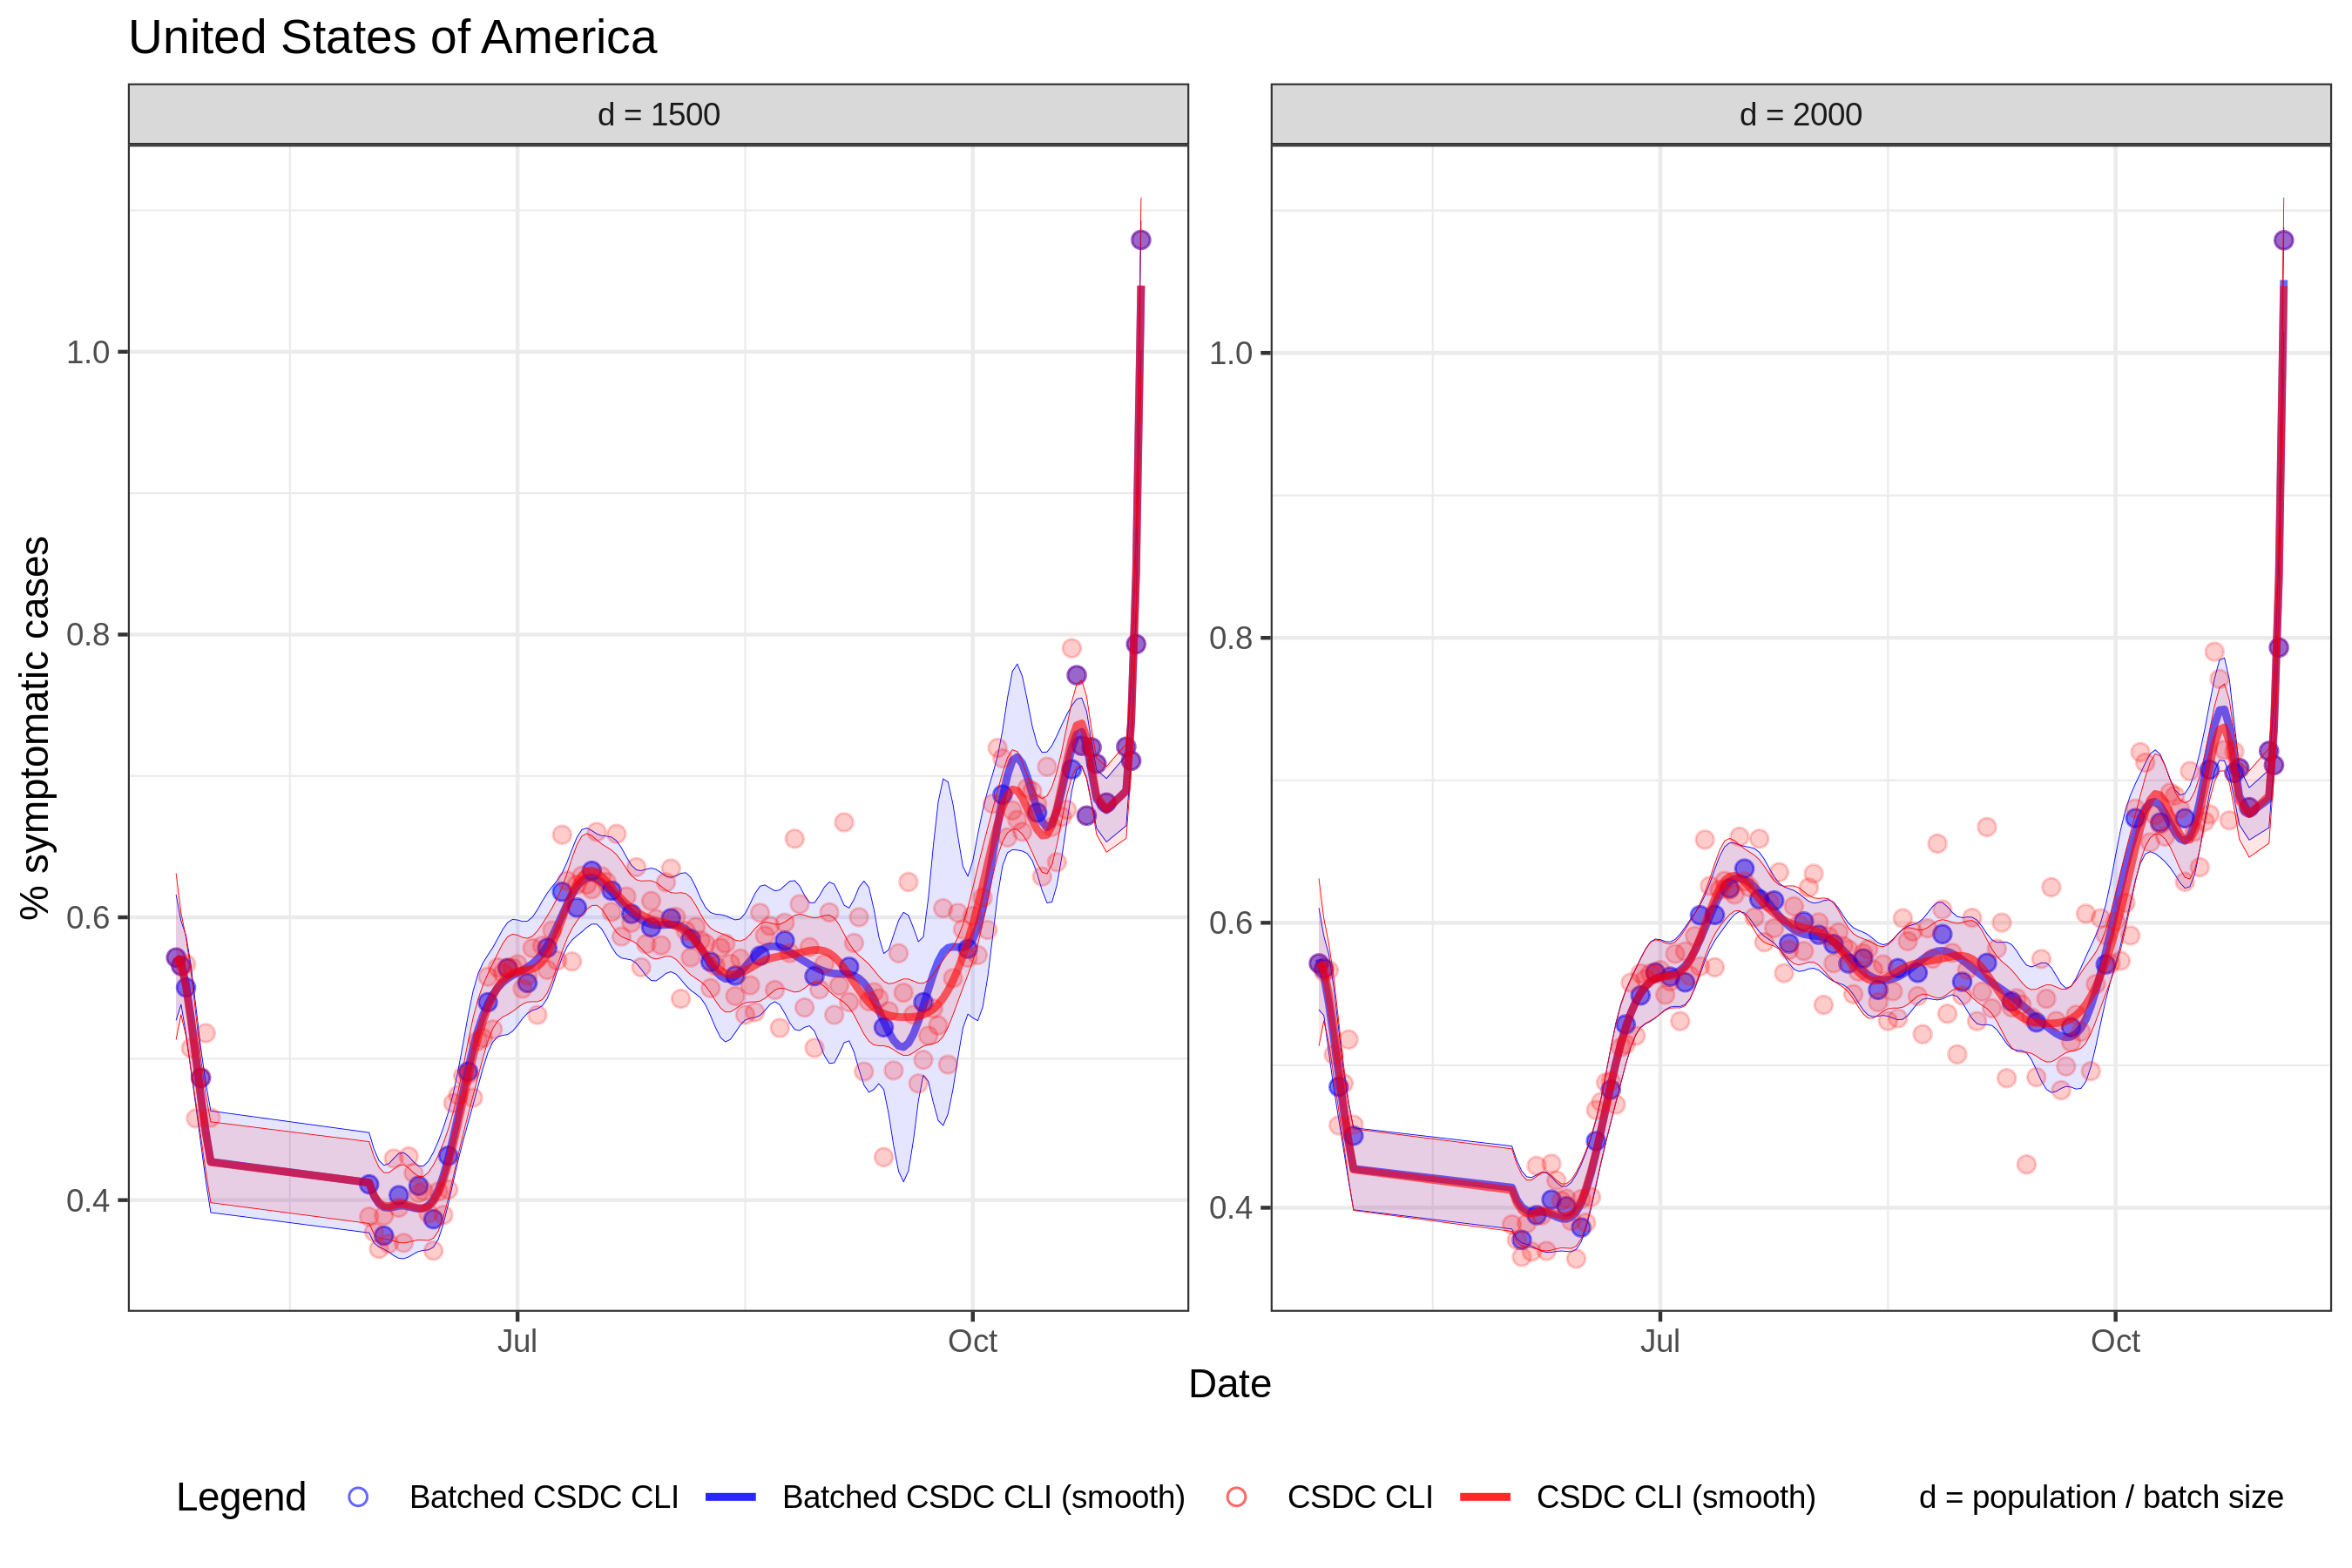 United States of America
d = 1500
d = 2000
% symptomatic cases
1.0
0.8
0.6
0.4
1.0
0.8
0.6
0.4
Jul
Oct
Jul
Oct
Date
Legend
Batched CSDC CLI
Batched CSDC CLI (smooth)
CSDC CLI
CSDC CLI (smooth)
d = population / batch size